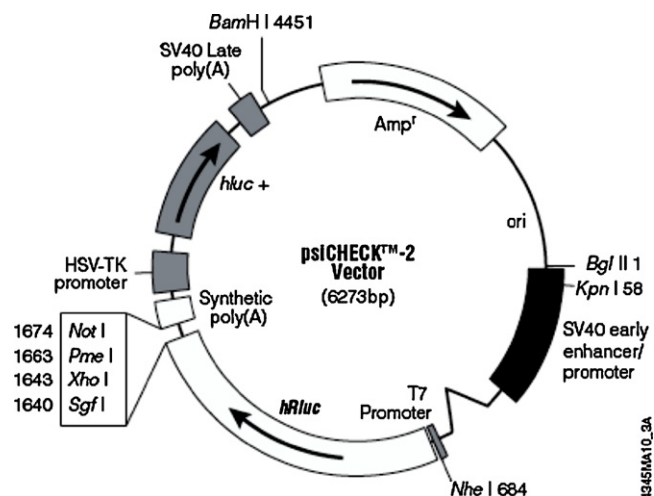 BamH I 4451
SV40 Late
poly(A)
Ampr
hluc +
ori
psiCHECK™-2
Vector
(6273bp)
Bgl II 1
Kpn I 58
HSV-TK
promoter
Synthetic
poly(A)
SV40 early
enhancer/
promoter
1674 Not I
1663 Pme I
1643 Xho I
1640 Sgf I
T7
Promoter
hRluc
Nhe I 684
8345MA10_3A